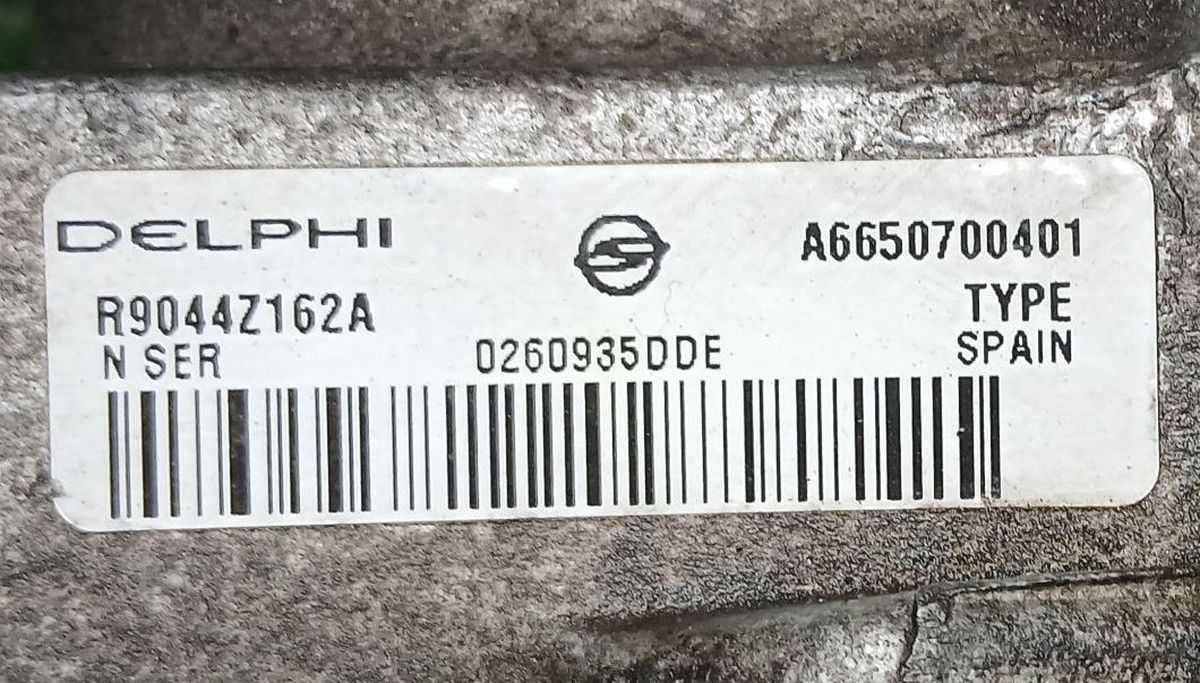 DELPHI
A6650700401
R9044Z162A
TYPE
N SER
0260935DDE
SPAIN